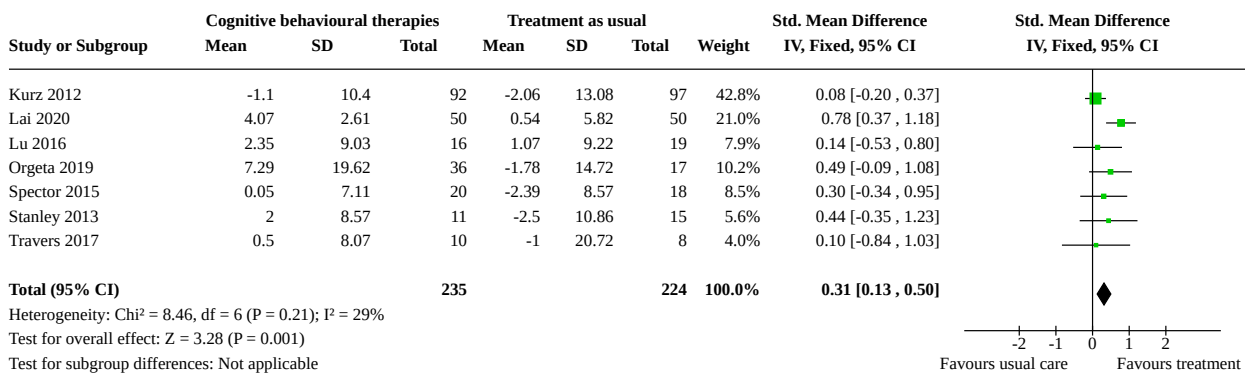 Cognitive behavioural therapies Treatment as usual Std. Mean Difference Std. Mean Difference
Study or Subgroup Mean SD Total Mean SD Total Weight IV, Fixed, 95% CI IV, Fixed, 95% CI
Kurz 2012 -1.1 10.4 92 -2.06 13.08 97 42.8% 0.08 [-0.20 , 0.37]
Lai 2020 4.07 2.61 50 0.54 5.82 50 21.0% 0.78 [0.37 , 1.18]
Lu 2016 2.35 9.03 16 1.07 9.22 19 7.9% 0.14 [-0.53 , 0.80]
Orgeta 2019 7.29 19.62 36 -1.78 14.72 17 10.2% 0.49 [-0.09 , 1.08]
Spector 2015 0.05 7.11 20 -2.39 8.57 18 8.5% 0.30 [-0.34 , 0.95]
Stanley 2013 2 8.57 11 -2.5 10.86 15 5.6% 0.44 [-0.35 , 1.23]
Travers 2017 0.5 8.07 10 -1 20.72 8 4.0% 0.10 [-0.84 , 1.03]
Total (95% CI) 235 224 100.0% 0.31 [0.13 , 0.50]
Heterogeneity: Chi² = 8.46, df = 6 (P = 0.21); I² = 29%
Test for overall effect: Z = 3.28 (P = 0.001)
-2 -1 0 1 2
Test for subgroup differences: Not applicable
Favours usual care Favours treatment